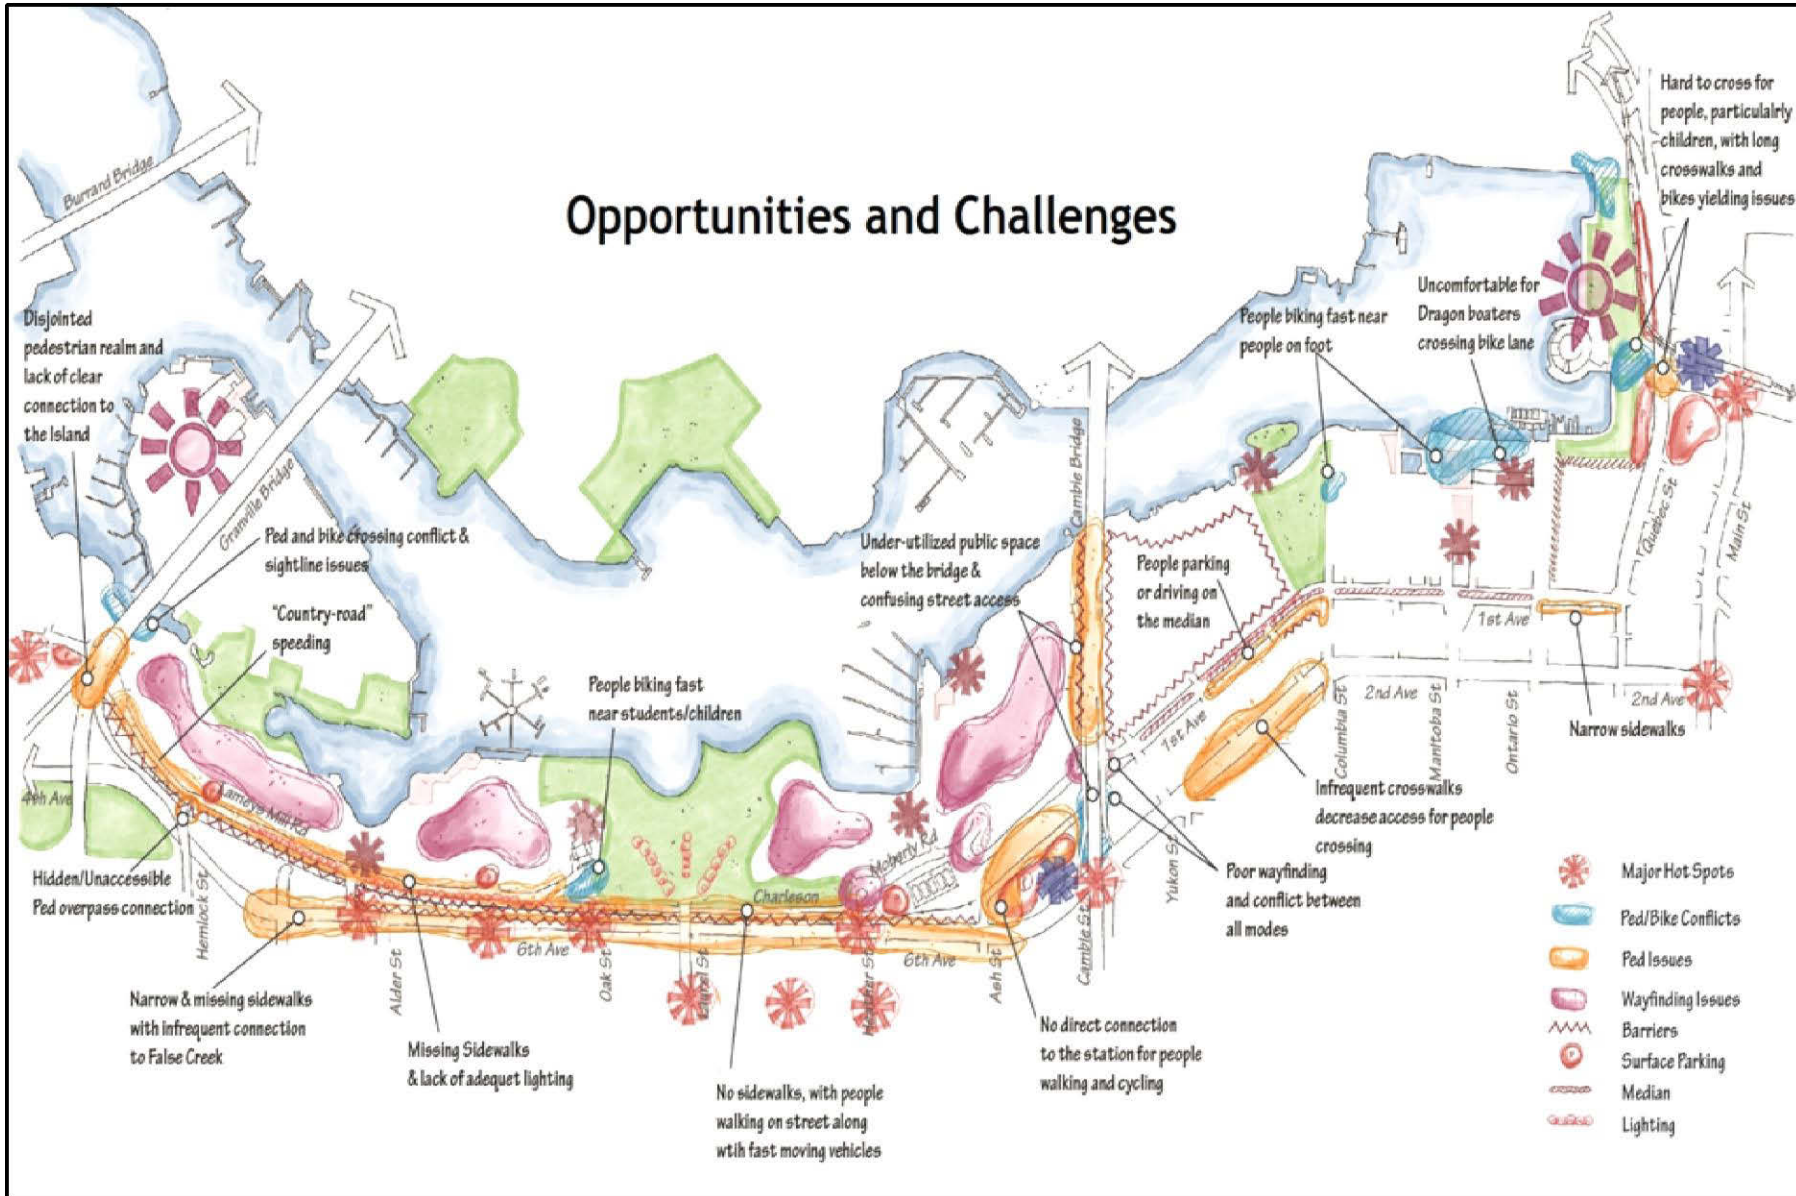 Opportunities and Challenges
Burrand Bridge
Hard to cross for
people, particulalrly
children, with long
crosswalks and
bikes yielding issues
Disjointed
pedestrian realm and
lack of clear
connection to
the Island
Granville Bridge
People biking fast near
people on foot
Uncomfortable for
Dragon boaters
crossing bike lane
Ped and bike crossing conflict &
sightline issues
"Country-road"
speeding
People biking fast
near students/children
Under-utilized public space
below the bridge &
confusing street access
Cambie Bridge
People parking
or driving on
the median
Quebec St
Main St
1st Ave
2nd Ave
2nd Ave
1st Ave
Narrow sidewalks
Columbia St
Manitoba St
Ontario St
Infrequent crosswalks
decrease access for people
crossing
4th Ave
Lameys Mill Rd
Hidden/Unaccessible
Ped overpass connection
Hemlock St
Moberly Rd
Charleson
Yukon St
Poor wayfinding
and conflict between
all modes
6th Ave
6th Ave
Alder St
Oak St
Laurel St
Heather St
Ash St
Cambie St
Narrow & missing sidewalks
with infrequent connection
to False Creek
Missing Sidewalks
& lack of adequet lighting
No sidewalks, with people
walking on street along
wtih fast moving vehicles
No direct connection
to the station for people
walking and cycling
Major Hot Spots
Ped/Bike Conflicts
Ped Issues
Wayfinding Issues
Barriers
P
Surface Parking
Median
Lighting